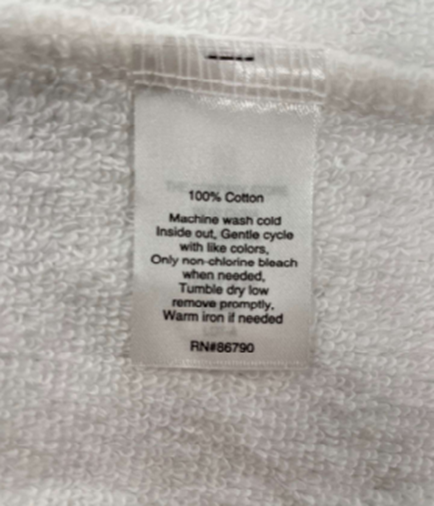 100% Cotton
Machine wash cold
Inside out, Gentle cycle
with like colors,
Only non-chlorine bleach
when needed,
Tumble dry low
remove promptly,
Warm iron if needed
RN#86790